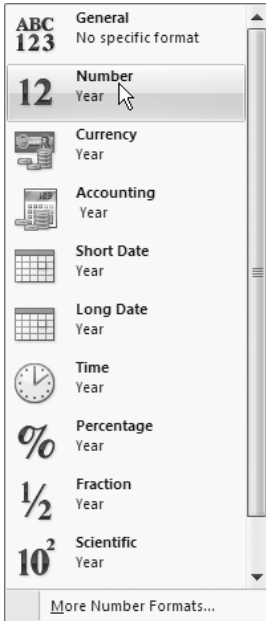 ABC
123
General
No specific format
12
Number
Year
Currency
Year
123
Accounting
Year
Short Date
Year
Long Date
Year
Time
Year
%
Percentage
Year
1/2
Fraction
Year
10²
Scientific
Year
More Number Formats...